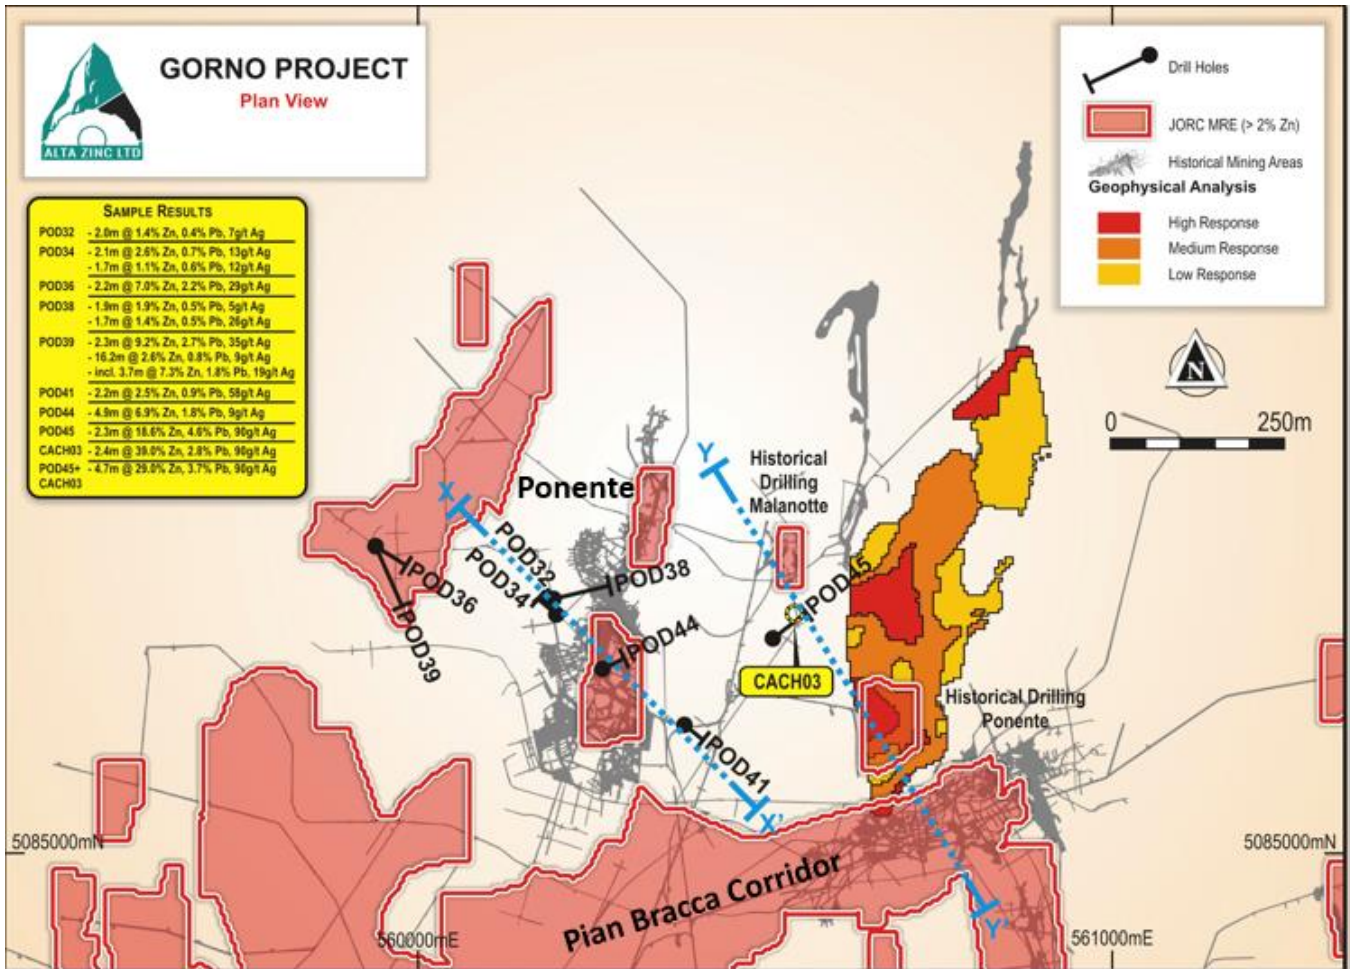 GORNO PROJECT
Plan View
ALTA ZINC LTD
Drill Holes
JORC MRE (> 2% Zn)
Historical Mining Areas
Geophysical Analysis
High Response
Medium Response
Low Response
SAMPLE RESULTS
POD32 - 2.0m @ 1.4% Zn, 0.4% Pb, 7g/t Ag
POD34 - 2.1m @ 2.6% Zn, 0.7% Pb, 13g/t Ag
- 1.7m @ 1.1% Zn, 0.6% Pb, 12g/t Ag
POD36 - 2.2m @ 7.0% Zn, 2.2% Pb, 29g/t Ag
POD38 - 1.9m @ 1.9% Zn, 0.5% Pb, 5g/t Ag
- 1.7m @ 1.4% Zn, 0.5% Pb, 26g/t Ag
POD39 - 2.3m @ 9.2% Zn, 2.7% Pb, 35g/t Ag
- 16.2m @ 2.6% Zn, 0.8% Pb, 9g/t Ag
- incl. 3.7m @ 7.3% Zn, 1.8% Pb, 19g/t Ag
POD41 - 2.2m @ 2.5% Zn, 0.9% Pb, 58g/t Ag
POD44 - 4.9m @ 6.9% Zn, 1.8% Pb, 9g/t Ag
POD45 - 2.3m @ 18.6% Zn, 4.6% Pb, 90g/t Ag
CACH03 - 2.4m @ 39.0% Zn, 2.8% Pb, 90g/t Ag
POD45+ - 4.7m @ 29.0% Zn, 3.7% Pb, 90g/t Ag
CACH03
N
0 250m
Y
Historical
Drilling
Malanotte
X
Ponente
POD32
POD34
POD38
POD45
POD36
POD39
POD44
CACH03
Historical Drilling
Ponente
POD41
X'
5085000mN
5085000mN
Pian Bracca Corridor
Y'
560000mE
561000mE